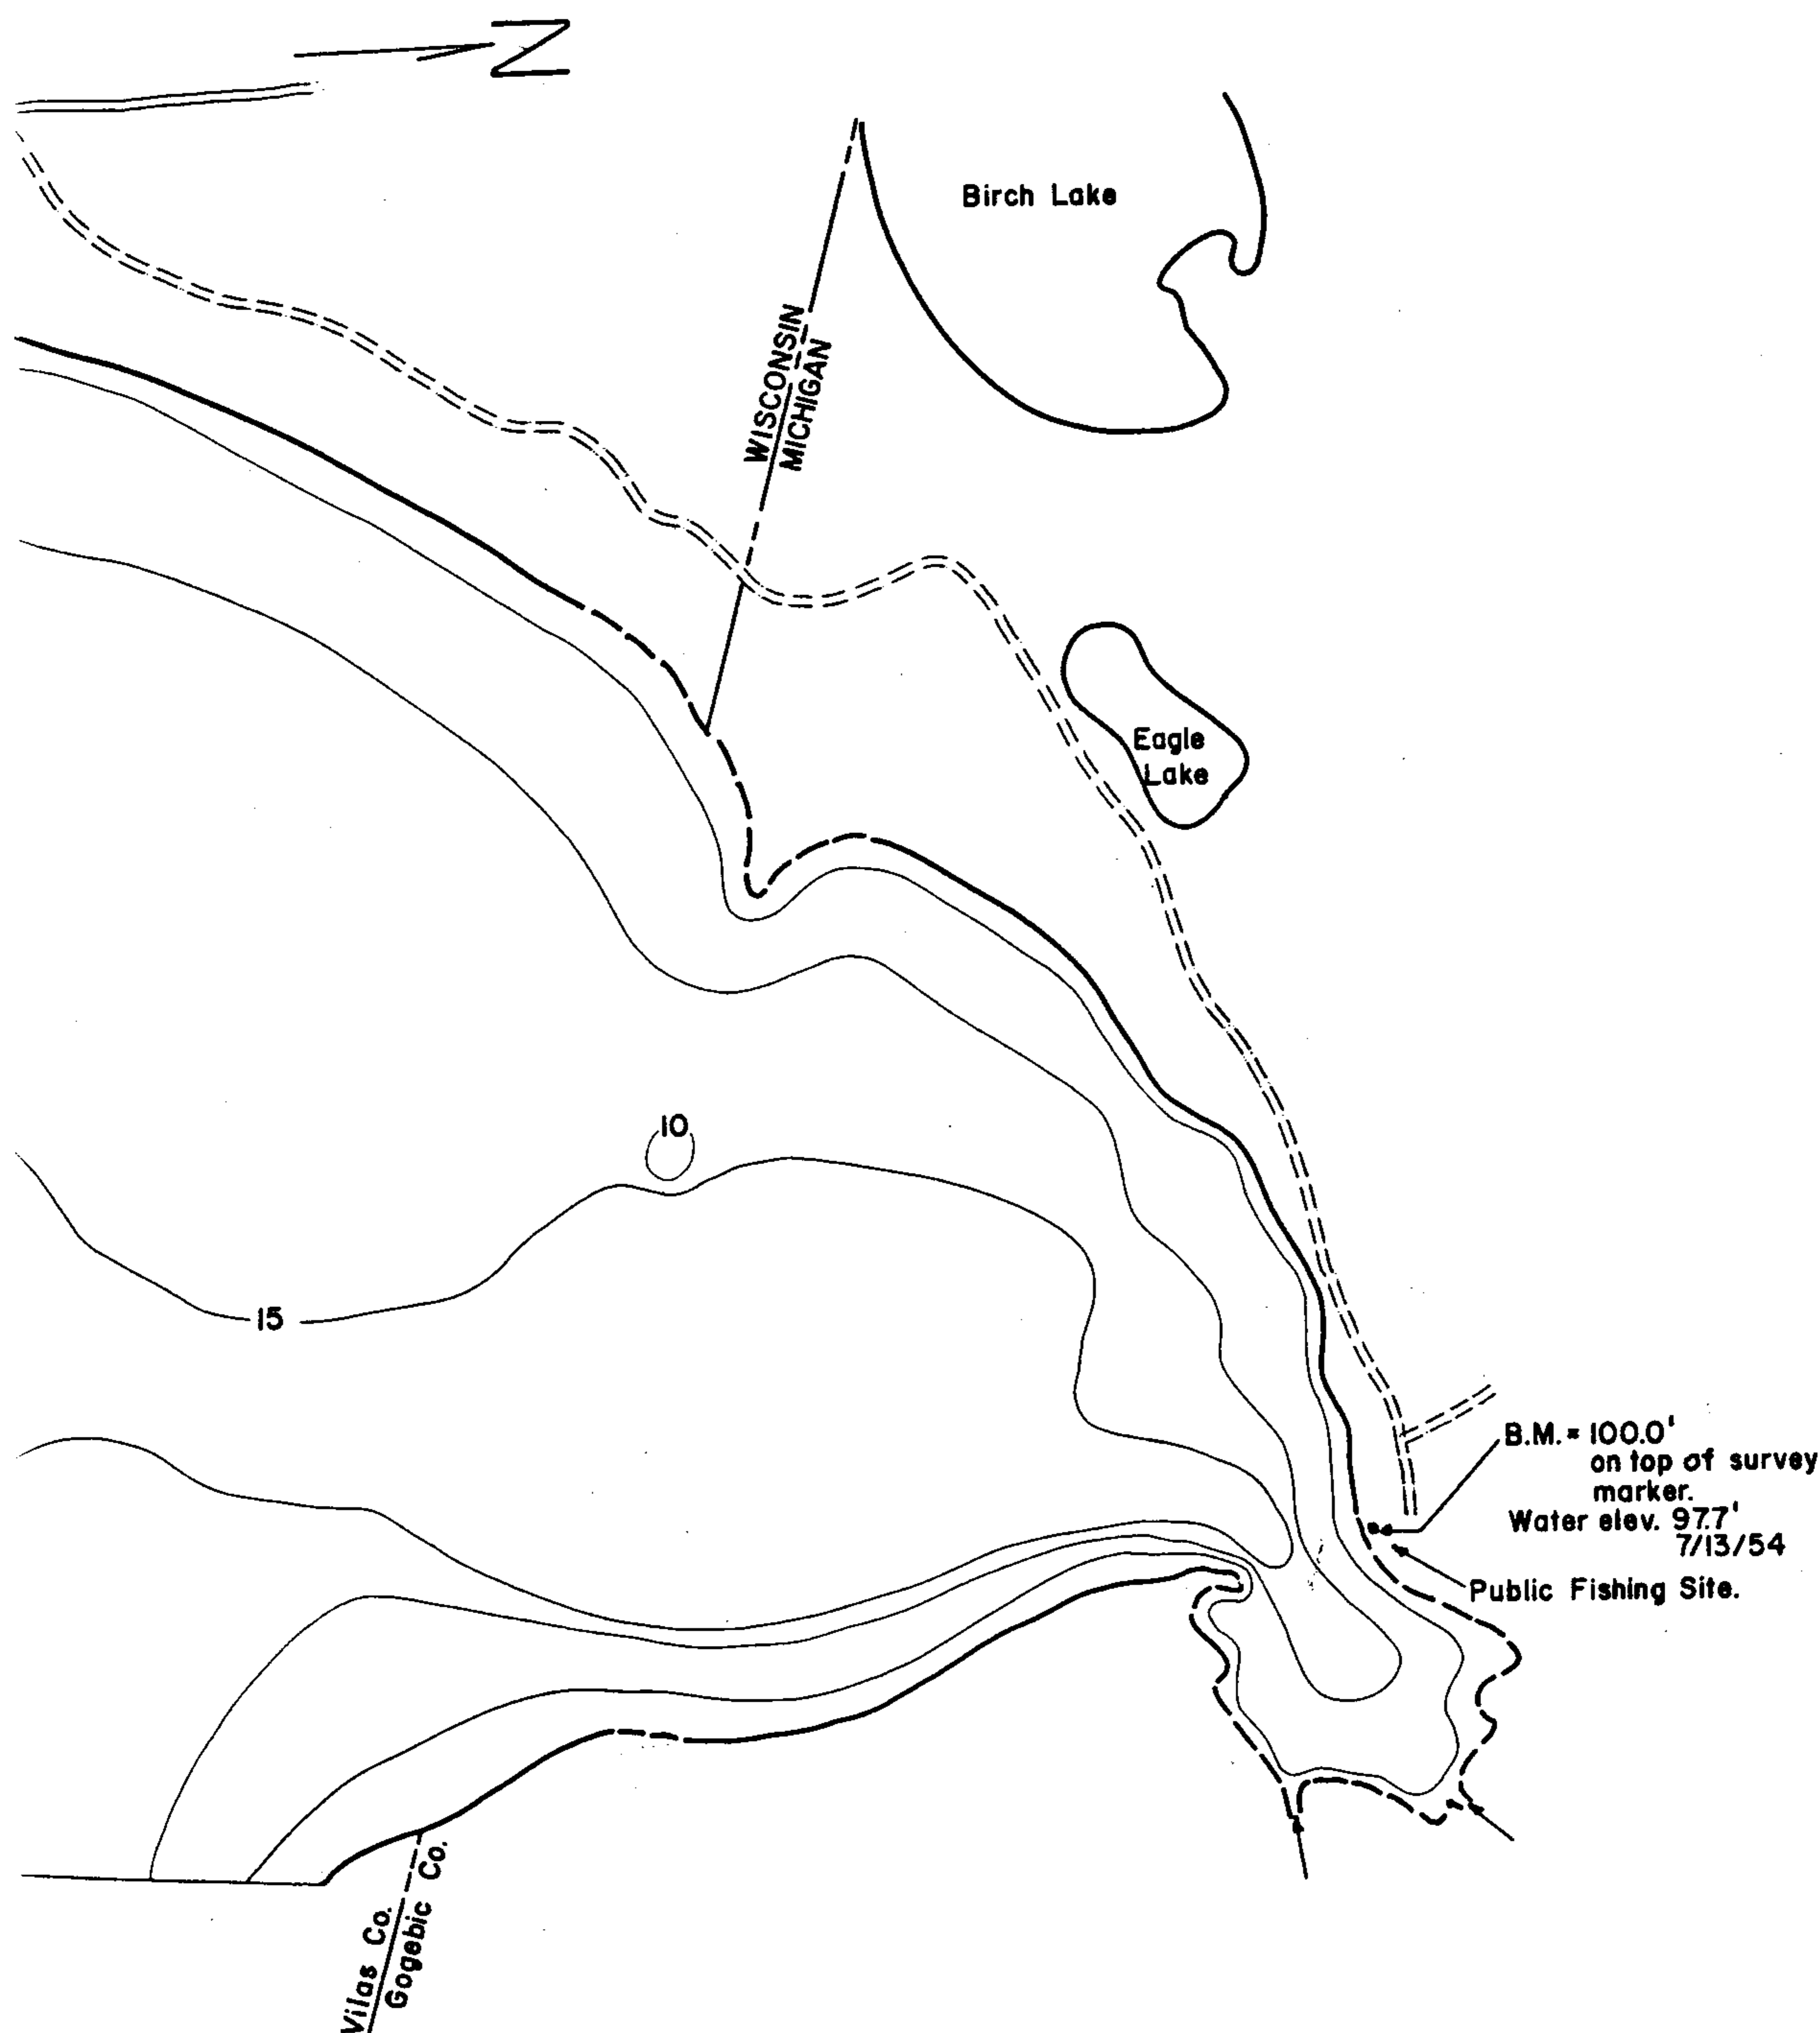 N
Birch Lake
WISCONSIN
MICHIGAN
Eagle
Lake
10
15
B.M. = 100.0'
on top of survey
marker.
Water elev. 97.7'
7/13/54
Public Fishing Site.
Vilas Co.
Gogebic Co.